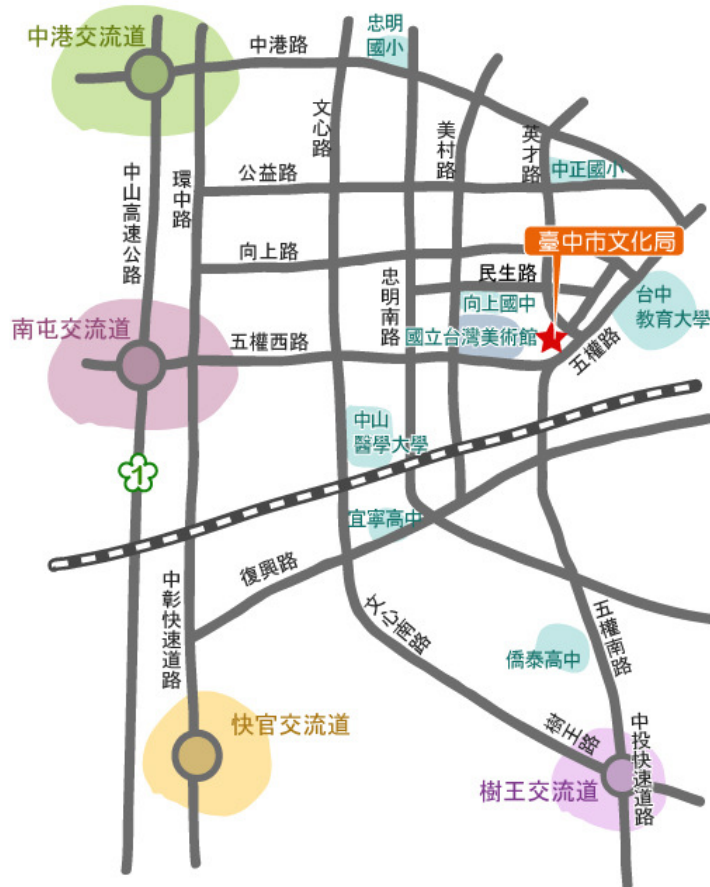 中港交流道
中港路
忠明
國小
文心路
美村路
英才路
中正國小
公益路
中山高速公路
環中路
向上路
臺中市文化局
民生路
忠明南路
向上國中
台中
教育大學
南屯交流道
五權西路
國立台灣美術館
五權路
中山
醫學大學
1
宜寧高中
復興路
中彰快速道路
文心南路
五權南路
僑泰高中
快官交流道
樹王路
中投快速道路
樹王交流道